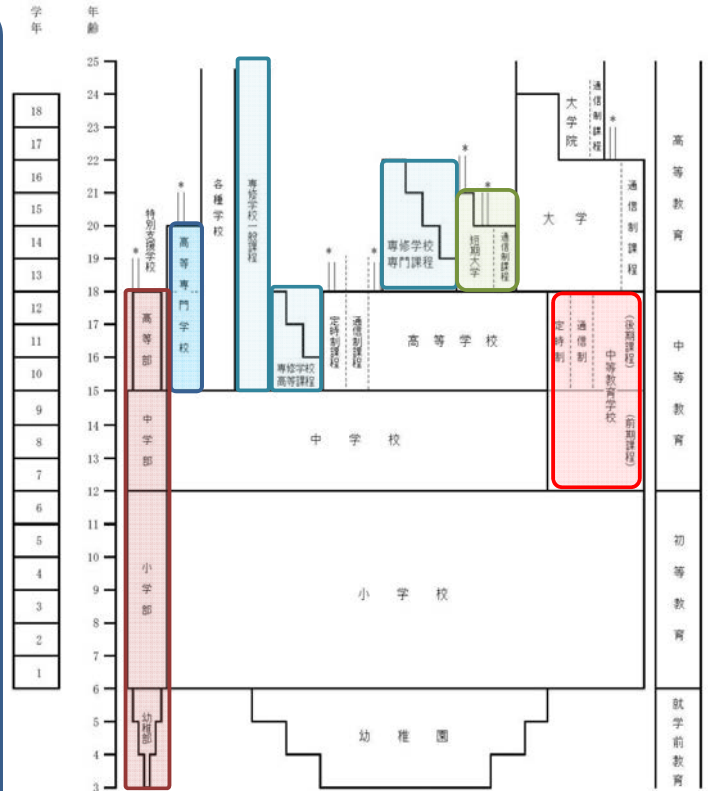 学年
年齢
25
24
23
22
21
20
19
18
17
16
15
14
13
12
11
10
9
8
7
6
5
4
3
18
17
16
15
14
13
12
11
10
9
8
7
6
5
4
3
2
1
特別支援学校
*
高等部
中学部
小学部
幼稚部
*
高等専門学校
各種学校
専修学校一般課程
専修学校
高等課程
*
定時制課程
通信制課程
*
高等学校
専修学校
専門課程
*
*
短期大学
通信制課程
大学
大学院
通信制課程
*
通信制課程
定時制
通信制
中等教育学校
(後期課程)
(前期課程)
中学校
小学校
幼稚園
高等教育
中等教育
初等教育
就学前教育